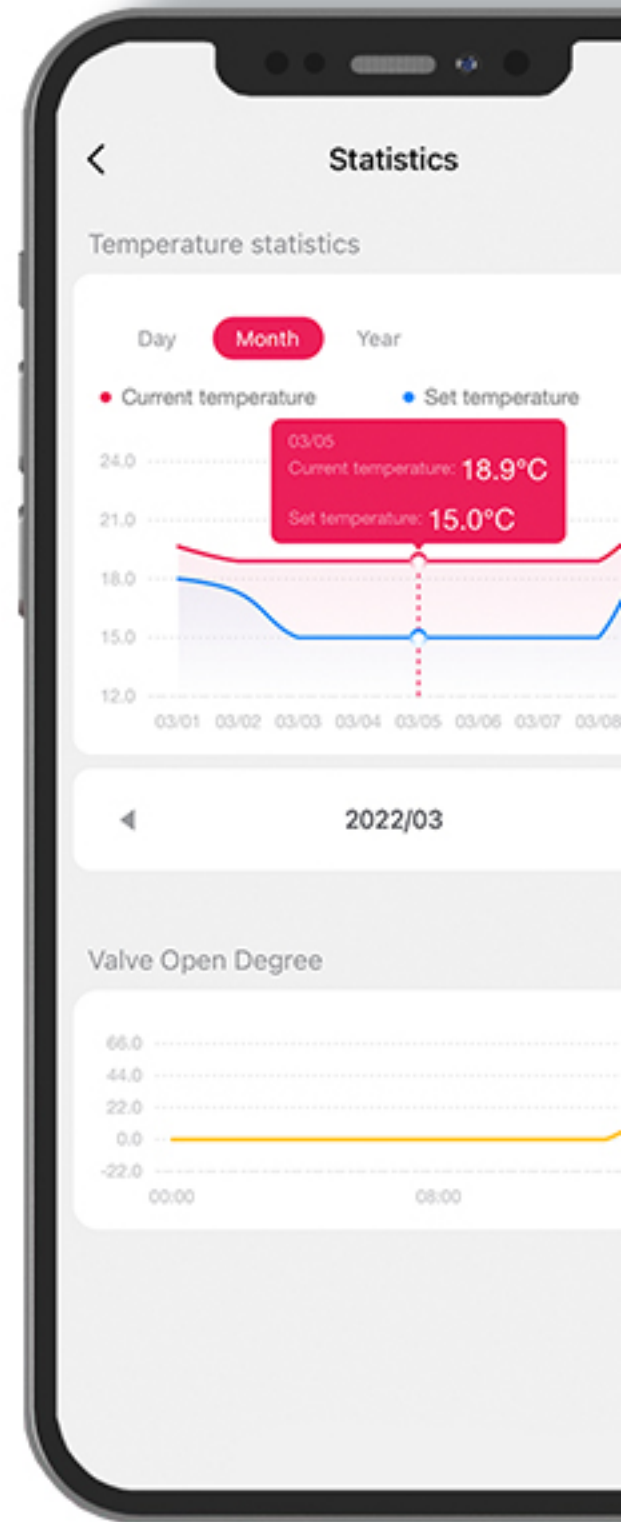 Statistics
Temperature statistics
Day Month Year
Current temperature Set temperature
03/05
Current temperature: 18.9°C
Set temperature: 15.0°C
24.0
21.0
18.0
15.0
12.0
03/01 03/02 03/03 03/04 03/05 03/06 03/07 03/08
2022/03
Valve Open Degree
66.0
44.0
22.0
0.0
-22.0
00:00 08:00